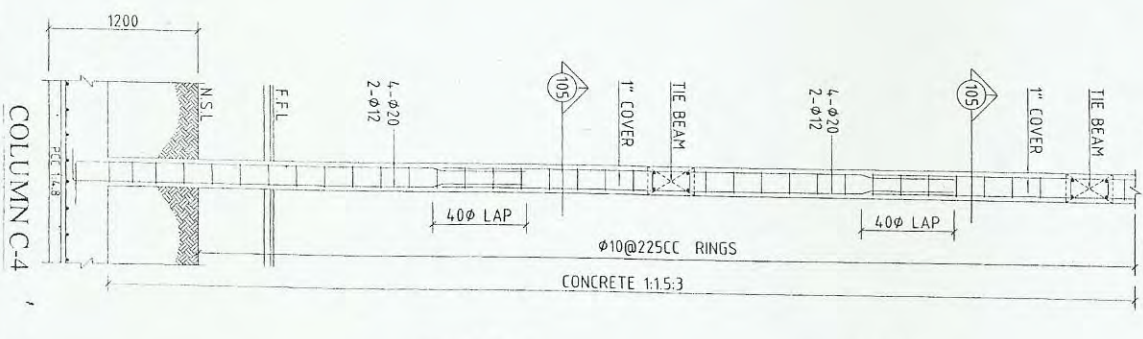 1200
N.S.L
F.F.L
4-Φ20
2-Φ12
105
1" COVER
TIE BEAM
4-Φ20
2-Φ12
105
1" COVER
TIE BEAM
PCC 1:4:8
40Φ LAP
40Φ LAP
Φ10@225CC RINGS
CONCRETE 1:1.5:3
COLUMN C-4